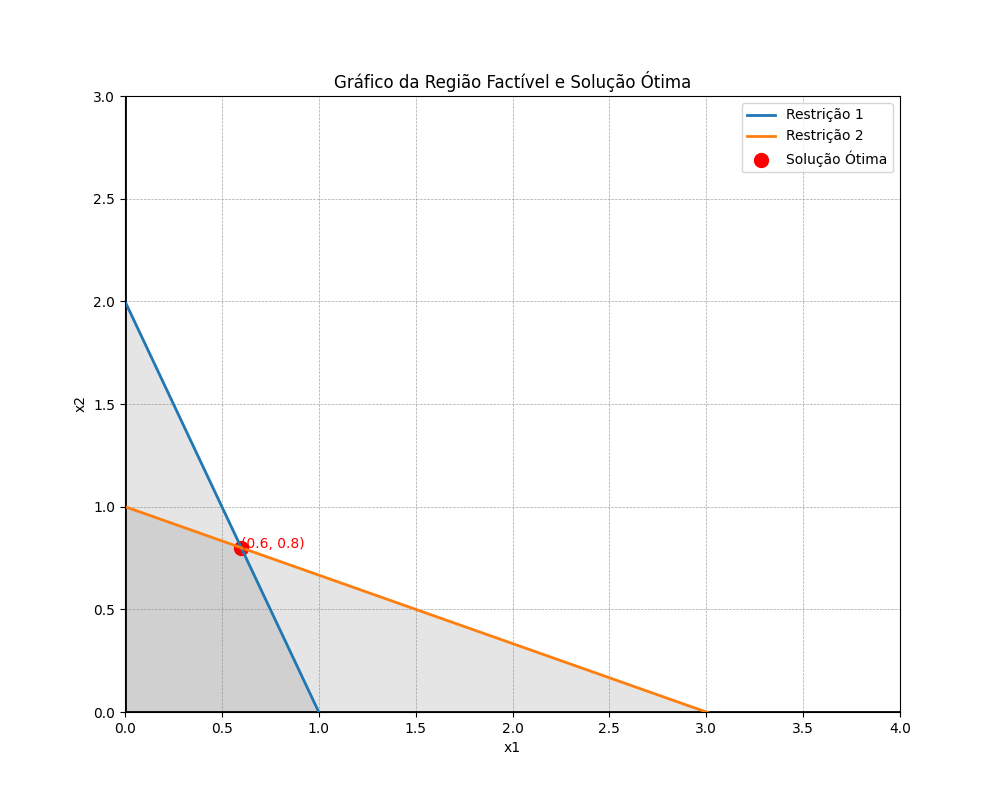 Gráfico da Região Factível e Solução Ótima
3.0
2.5
2.0
1.5
1.0
0.5
0.0
x2
Restrição 1
Restrição 2
Solução Ótima
(0.6, 0.8)
0.0 0.5 1.0 1.5 2.0 2.5 3.0 3.5 4.0
x1